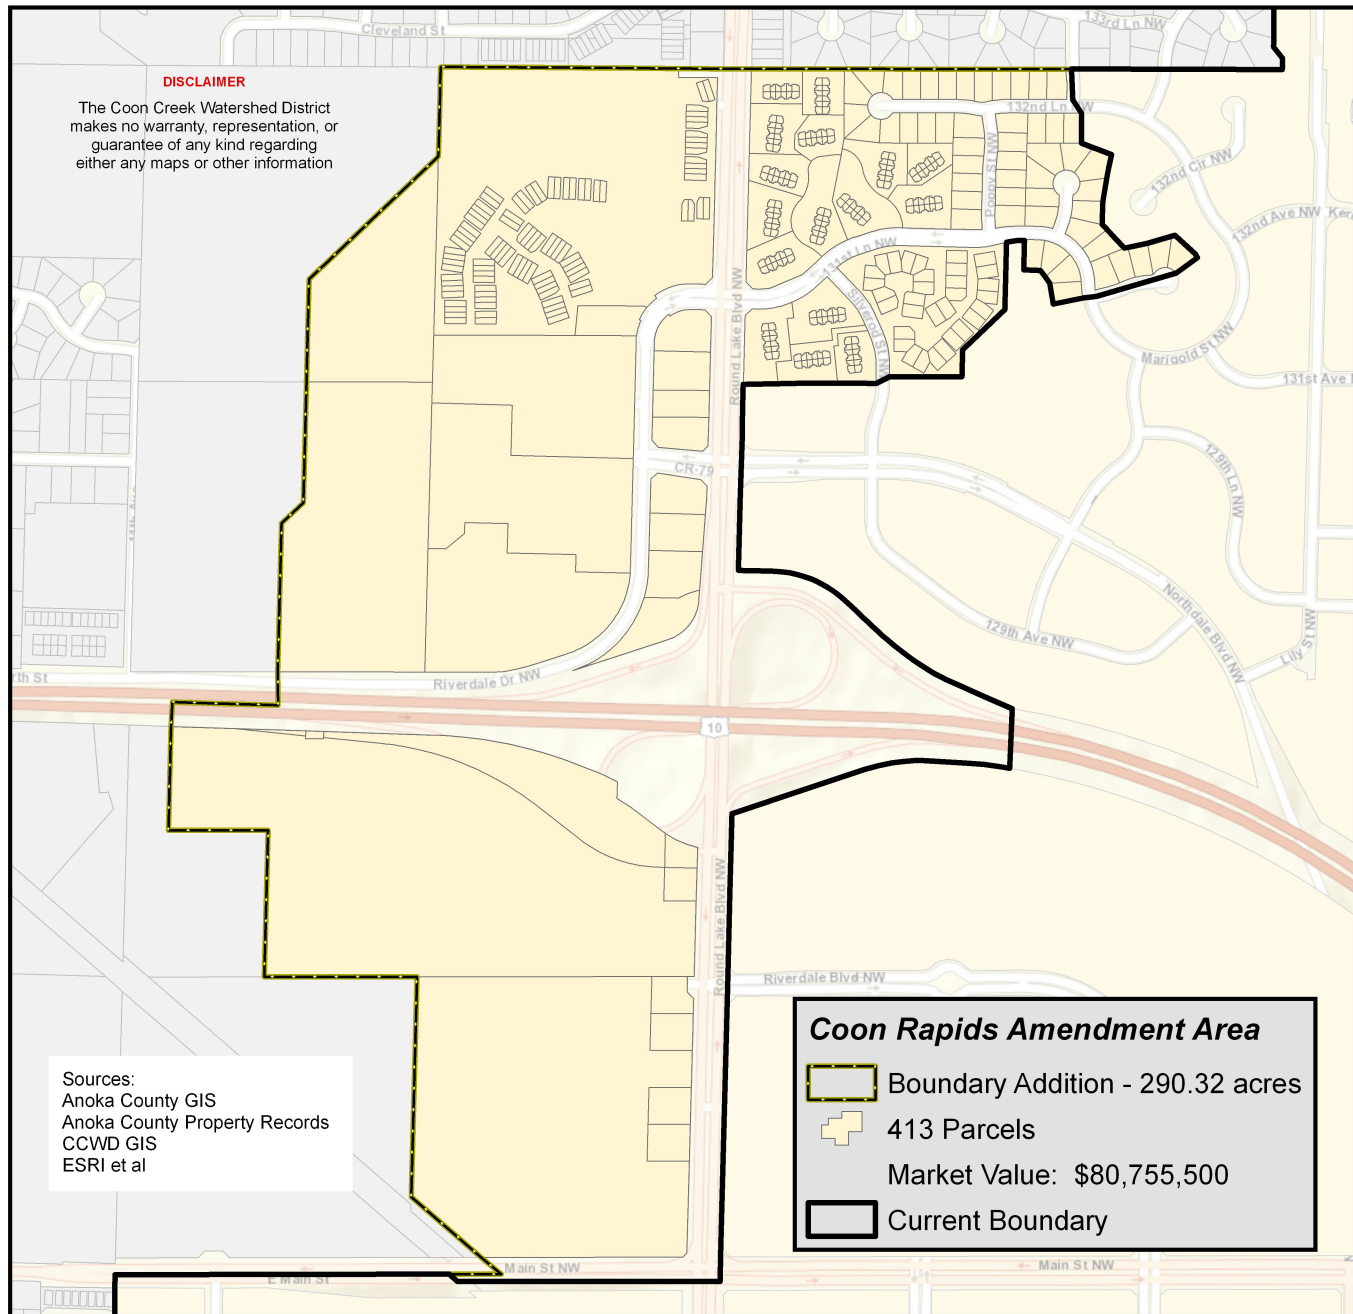 Cleveland St
133rd Ln NW
DISCLAIMER
The Coon Creek Watershed District
makes no warranty, representation, or
guarantee of any kind regarding
either any maps or other information
132nd Ln NW
Poppy St NW
132nd Cir NW
132nd Ave NW
131st Ln NW
Silverod St NW
Round Lake Blvd NW
Marigold St NW
131st Ave
CR-79
129th Ln NW
Northdale Blvd NW
129th Ave NW
Lily St NW
rth St
Riverdale Dr NW
10
Round Lake Blvd NW
Riverdale Blvd NW
Coon Rapids Amendment Area
Boundary Addition - 290.32 acres
413 Parcels
Market Value: $80,755,500
Current Boundary
Sources:
Anoka County GIS
Anoka County Property Records
CCWD GIS
ESRI et al
E Main St
Main St NW
Main St NW